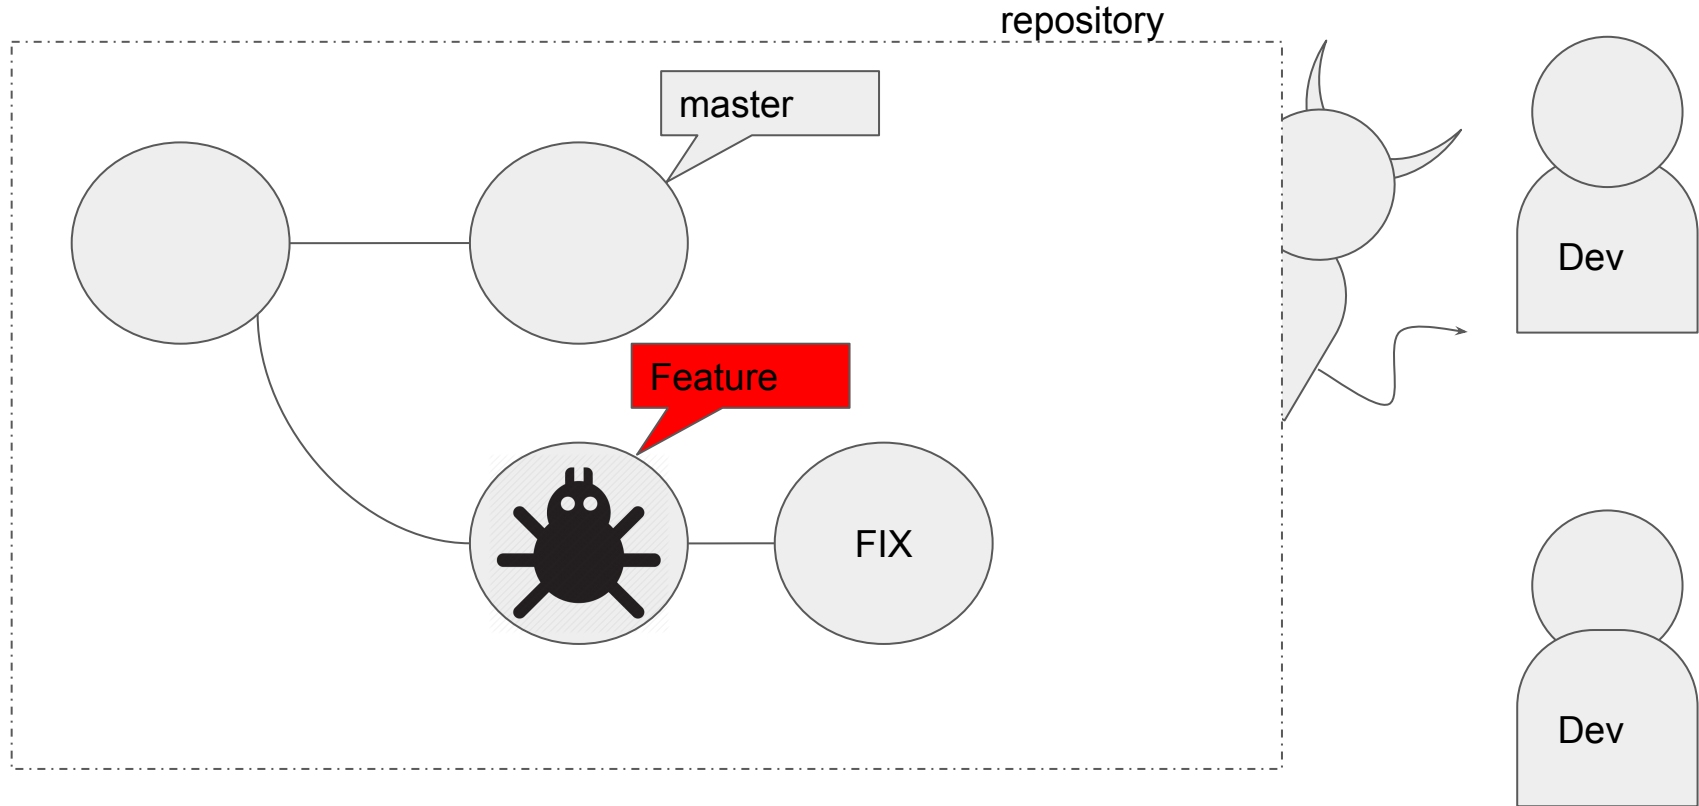 repository
master
Dev
Feature
FIX
Dev